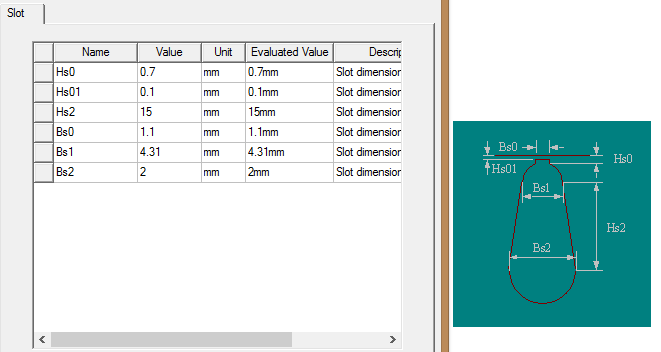 Slot
Name Value Unit Evaluated Value Descrip
Hs0 0.7 mm 0.7mm Slot dimension
Hs01 0.1 mm 0.1mm Slot dimension
Hs2 15 mm 15mm Slot dimension
Bs0 1.1 mm 1.1mm Slot dimension
Bs1 4.31 mm 4.31mm Slot dimension
Bs2 2 mm 2mm Slot dimension
Bs0
Hs0
Hs01
Bs1
Hs2
Bs2